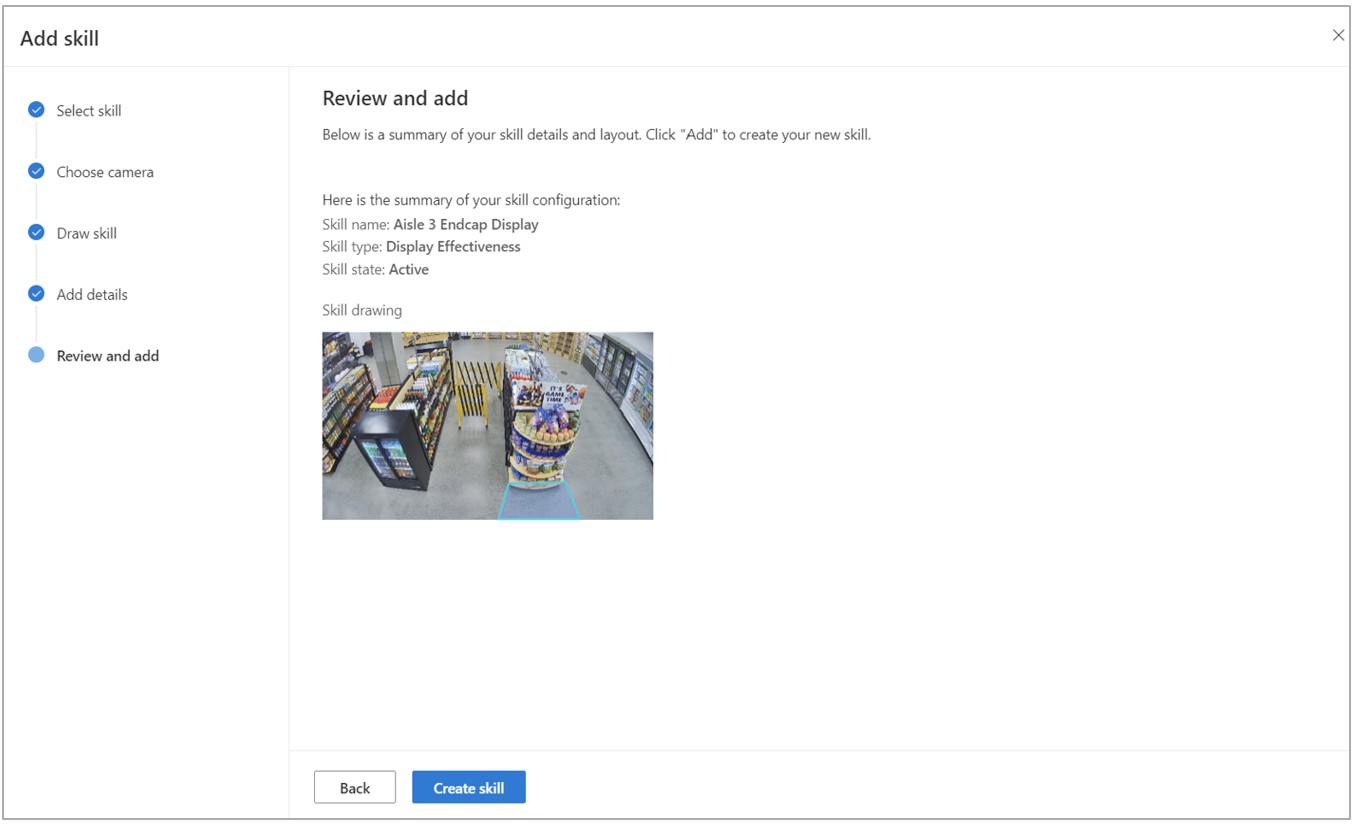 Add skill
Select skill
Choose camera
Draw skill
Add details
Review and add
Review and add
Below is a summary of your skill details and layout. Click "Add" to create your new skill.
Here is the summary of your skill configuration:
Skill name: Aisle 3 Endcap Display
Skill type: Display Effectiveness
Skill state: Active
Skill drawing
IT'S
GAME
TIME
Back
Create skill